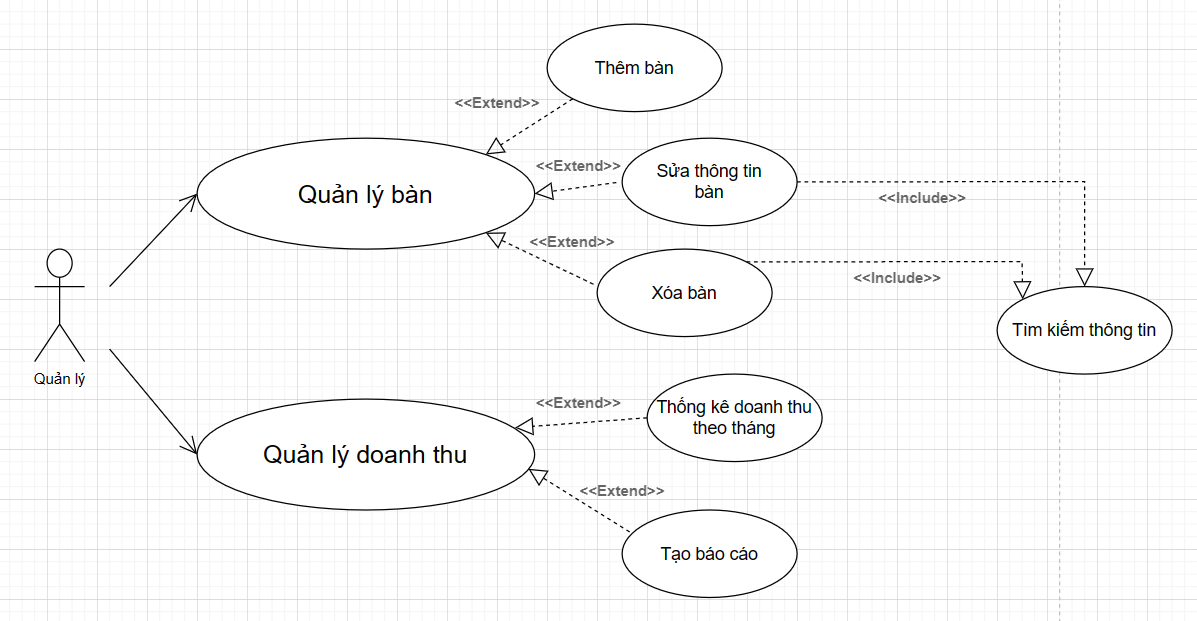 Thêm bàn
<<Extend>>
Quản lý bàn
<<Extend>>
Sửa thông tin
bàn
<<Include>>
<<Extend>>
Xóa bàn
<<Include>>
Tìm kiếm thông tin
Quản lý
<<Extend>>
Thống kê doanh thu
theo tháng
Quản lý doanh thu
<<Extend>>
Tạo báo cáo